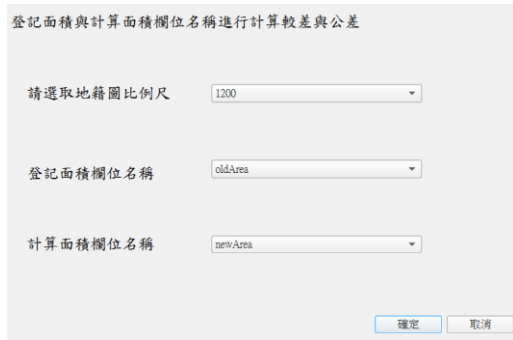 登記面積與計算面積欄位名稱進行計算較差與公差
請選取地籍圖比例尺 1200
登記面積欄位名稱 oldArea
計算面積欄位名稱 newArea
確定 取消